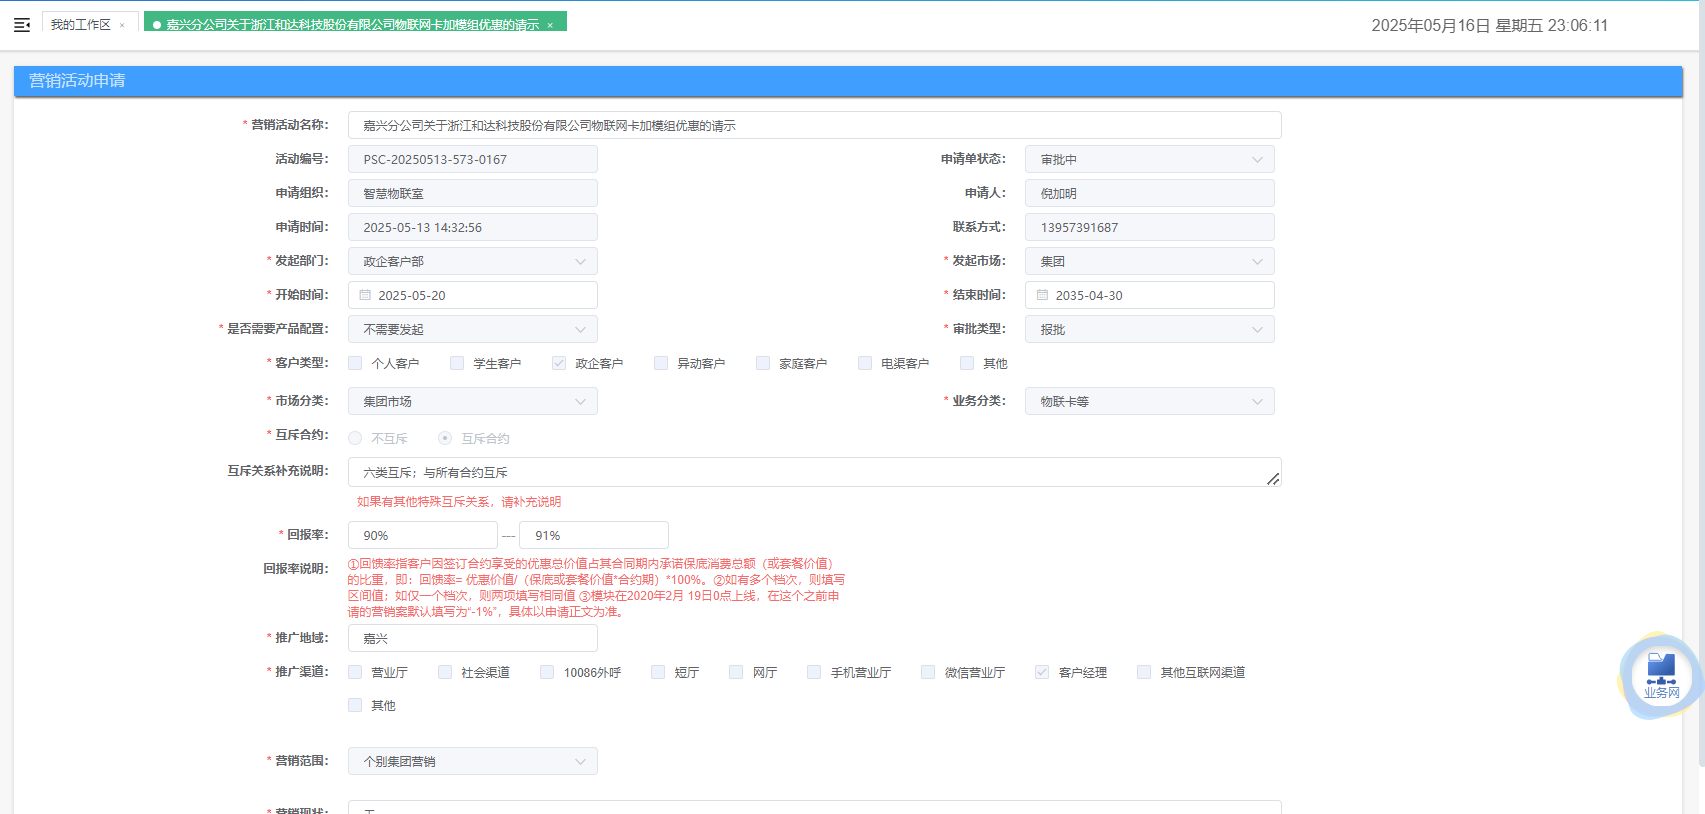 我的工作区 ×
嘉兴分公司关于浙江和达科技股份有限公司物联网卡加模组优惠的请示 ×
2025年05月16日 星期五 23:06:11
营销活动申请
* 营销活动名称: 嘉兴分公司关于浙江和达科技股份有限公司物联网卡加模组优惠的请示
活动编号: PSC-20250513-573-0167 申请单状态: 审批中
申请组织: 智慧物联室 申请人: 倪加明
申请时间: 2025-05-13 14:32:56 联系方式: 13957391687
* 发起部门: 政企客户部 * 发起市场: 集团
* 开始时间: 2025-05-20 * 结束时间: 2035-04-30
* 是否需要产品配置: 不需要发起 * 审批类型: 报批
* 客户类型: 个人客户 学生客户 政企客户 异动客户 家庭客户 电渠客户 其他
* 市场分类: 集团市场 * 业务分类: 物联卡等
* 互斥合约: 不互斥 互斥合约
互斥关系补充说明: 六类互斥；与所有合约互斥
如果有其他特殊互斥关系，请补充说明
* 回报率: 90% --- 91%
回报率说明: ①回馈率指客户因签订合约享受的优惠总价值占其合同期内承诺保底消费总额（或套餐价值）
的比重，即：回馈率= 优惠价值/（保底或套餐价值*合约期）*100%。②如有多个档次，则填写
区间值；如仅一个档次，则两项填写相同值 ③模块在2020年2月 19日0点上线，在这个之前申
请的营销案默认填写为“-1%”，具体以申请正文为准。
* 推广地域: 嘉兴
* 推广渠道: 营业厅 社会渠道 10086外呼 短厅 网厅 手机营业厅 微信营业厅 客户经理 其他互联网渠道
其他
业务网
* 营销范围: 个别集团营销
* 营销现状: 无